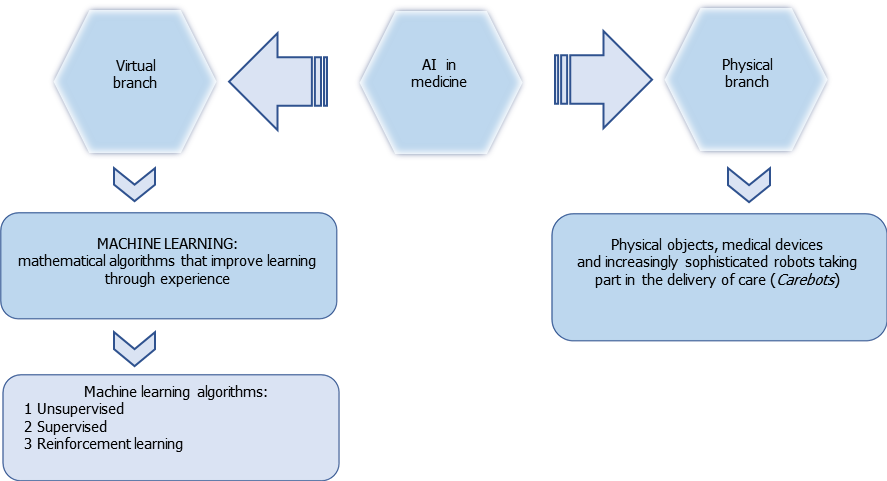 Virtual
branch
AI in
medicine
Physical
branch
MACHINE LEARNING:
mathematical algorithms that improve learning
through experience
Physical objects, medical devices
and increasingly sophisticated robots taking
part in the delivery of care (Carebots)
Machine learning algorithms:
1 Unsupervised
2 Supervised
3 Reinforcement learning